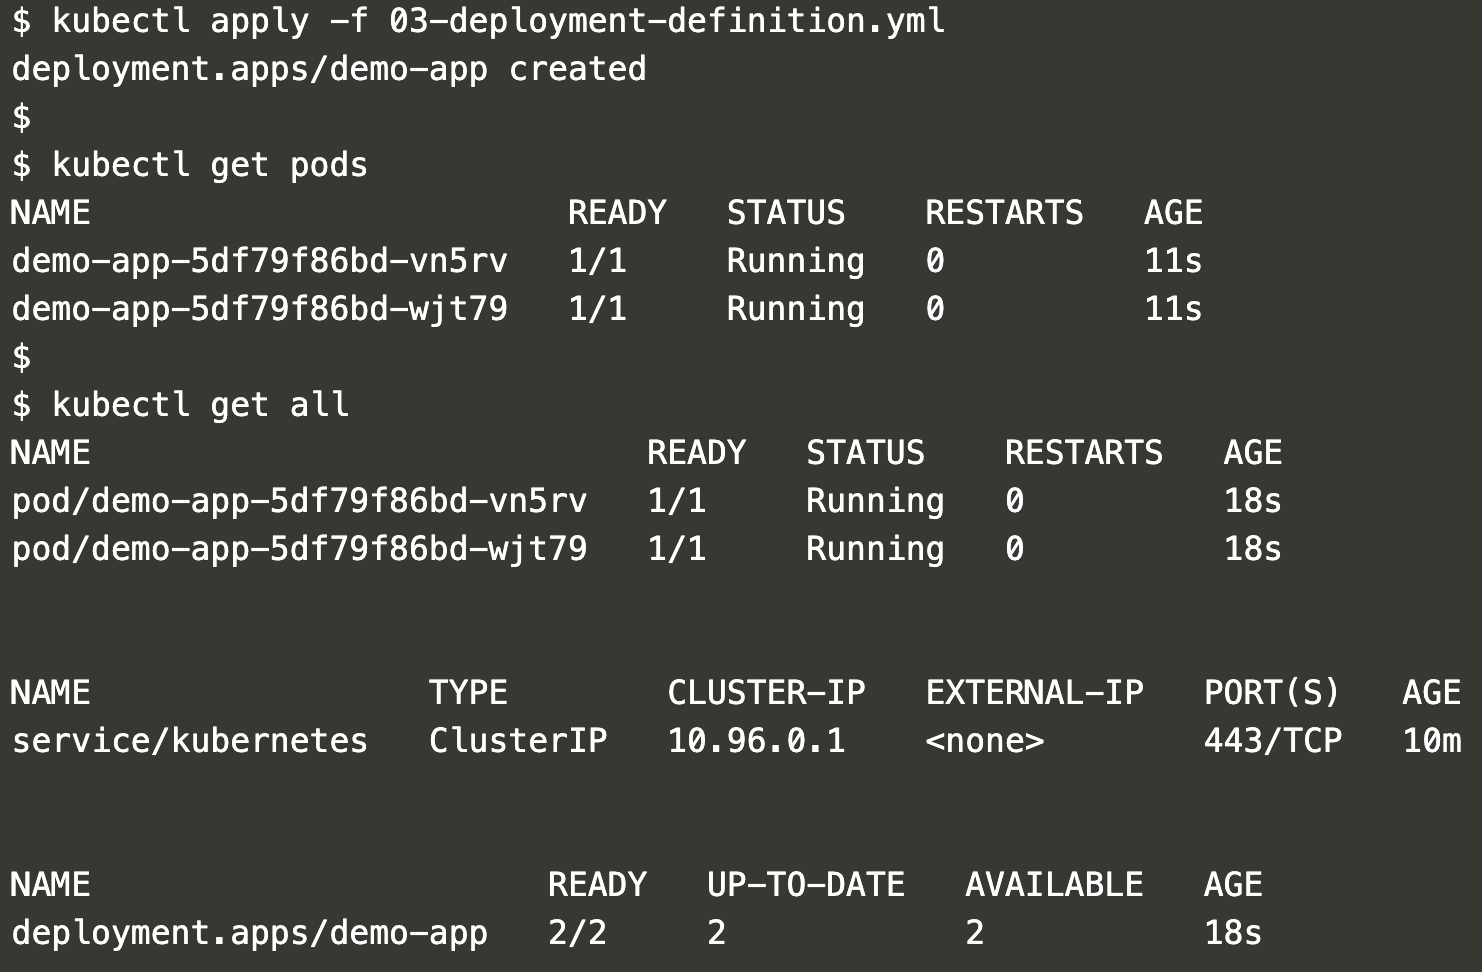 $ kubectl apply -f 03-deployment-definition.yml
deployment.apps/demo-app created
$
$ kubectl get pods
NAME                        READY   STATUS    RESTARTS   AGE
demo-app-5df79f86bd-vn5rv   1/1     Running   0          11s
demo-app-5df79f86bd-wjt79   1/1     Running   0          11s
$
$ kubectl get all
NAME                            READY   STATUS    RESTARTS   AGE
pod/demo-app-5df79f86bd-vn5rv   1/1     Running   0          18s
pod/demo-app-5df79f86bd-wjt79   1/1     Running   0          18s
NAME                 TYPE        CLUSTER-IP   EXTERNAL-IP   PORT(S)   AGE
service/kubernetes   ClusterIP   10.96.0.1    <none>        443/TCP   10m
NAME                       READY   UP-TO-DATE   AVAILABLE   AGE
deployment.apps/demo-app   2/2     2            2           18s